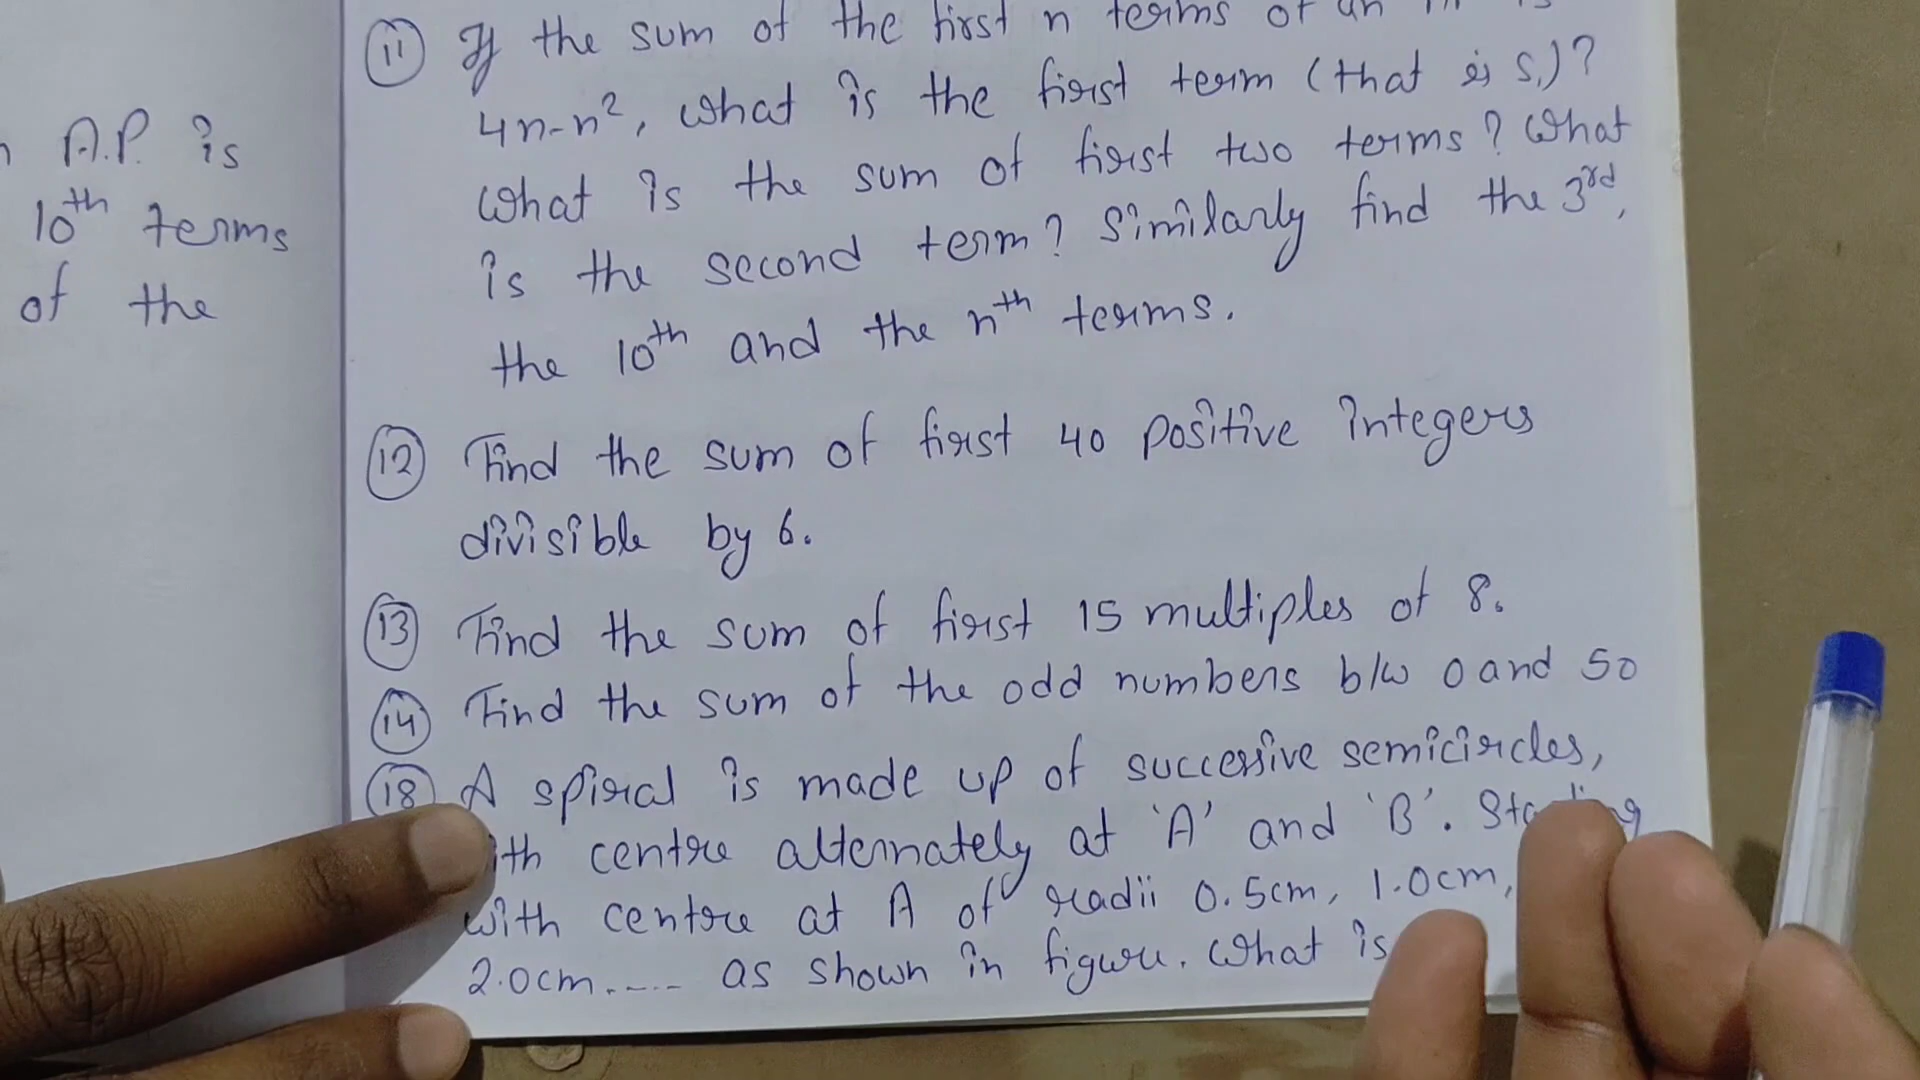 A.P. is
10th terms
of the
11 If the sum of the first n terms of an
4n-n², what is the first term (that is S₁)?
what is the sum of first two terms? what
is the second term? Similarly find the 3rd,
the 10th and the nth terms.
12 Find the sum of first 40 positive integers
divisible by 6.
13 Find the sum of first 15 multiples of 8.
14 Find the sum of the odd numbers b/w 0 and 50
18 A spiral is made up of successive semicircles,
centre alternately at 'A' and 'B'.
with centre at A of radii 0.5cm, 1.0cm,
2.0cm..... as shown in figure. What is